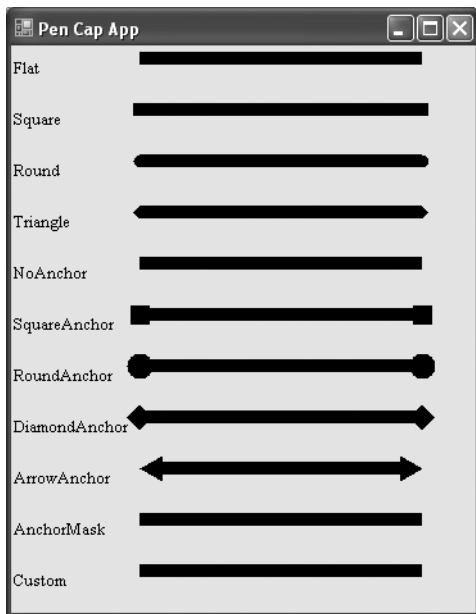 Pen Cap App
Flat
Square
Round
Triangle
NoAnchor
SquareAnchor
RoundAnchor
DiamondAnchor
ArrowAnchor
AnchorMask
Custom